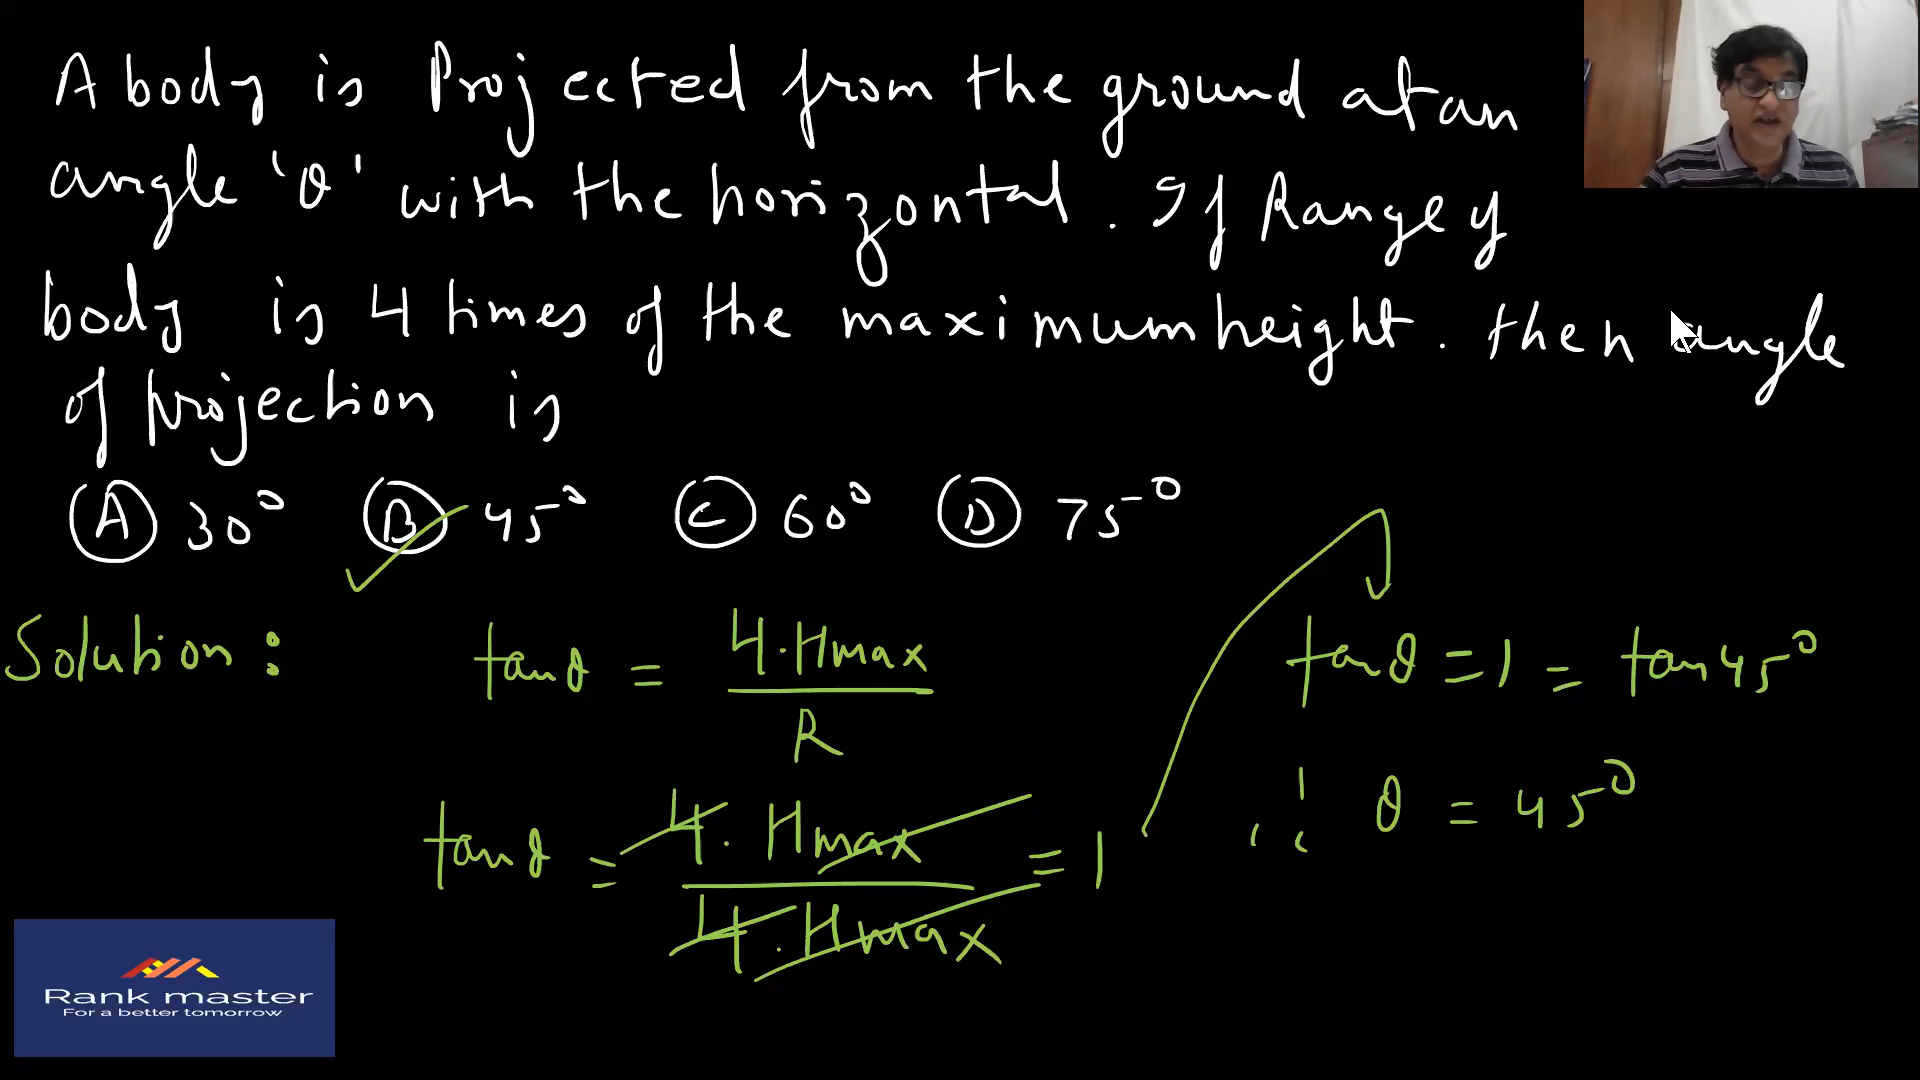 A body is Projected from the ground at an
angle 'θ' with the horizontal. If Range of
body is 4 times of the maximum height. then angle
of projection is
(A) 30° (B) 45° (C) 60° (D) 75°
Solution: tanθ = 4.Hmax / R
tanθ = 4. Hmax / 4. Hmax = 1
tanθ = 1 = tan45°
∴ θ = 45°
Rank master
For a better tomorrow